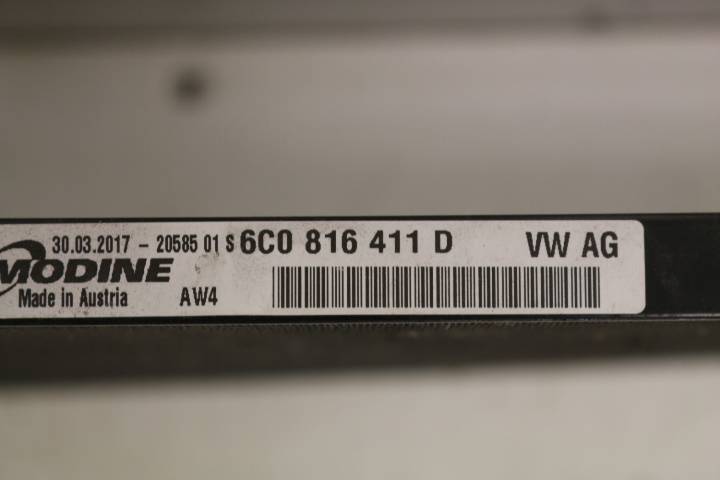 30.03.2017 - 20585 01 S 6C0 816 411 D VW AG
MODINE
Made in Austria AW4